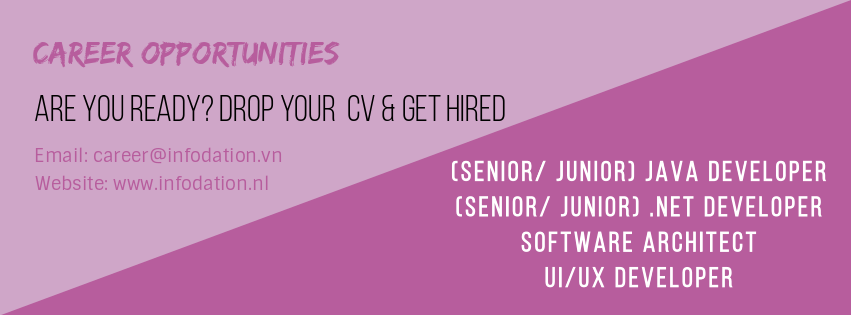 CAREER OPPORTUNITIES
ARE YOU READY? DROP YOUR CV & GET HIRED
Email: career@infodation.vn
Website: www.infodation.nl
(SENIOR/ JUNIOR) JAVA DEVELOPER
(SENIOR/ JUNIOR) .NET DEVELOPER
SOFTWARE ARCHITECT
UI/UX DEVELOPER